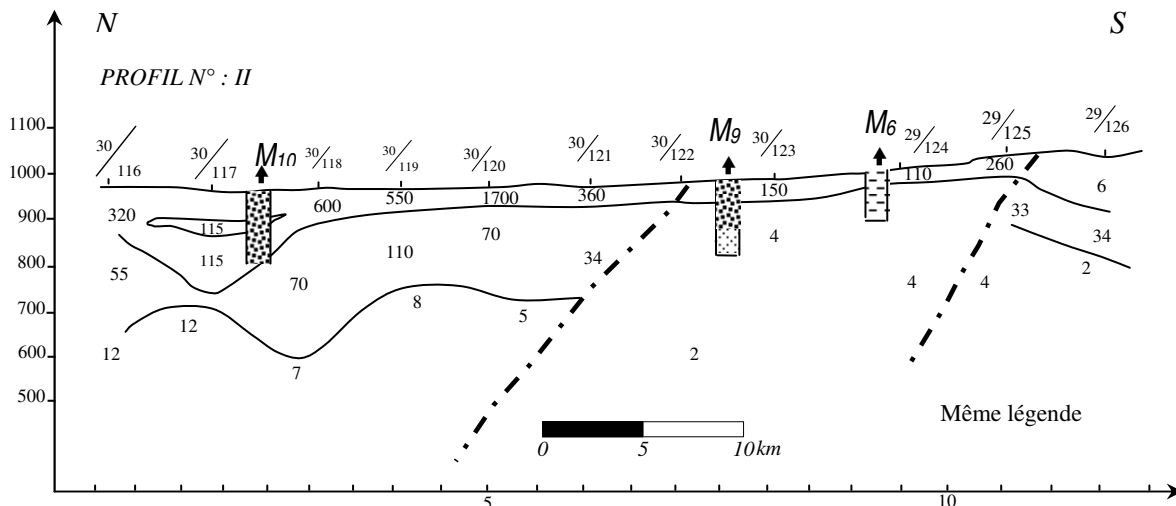 N S
PROFIL N° : II
1100
1000
900
800
700
600
500
30/116 30/117 M10 30/118 30/119 30/120 30/121 30/122 M9 30/123 M6 29/124 29/125 29/126
320 600 550 1700 360 150 110 260 6
115 33
115 110 70 34 4 34
55 70 4 4 2
12 12 7 8 5 2
Même légende
0 5 10 km
5 10